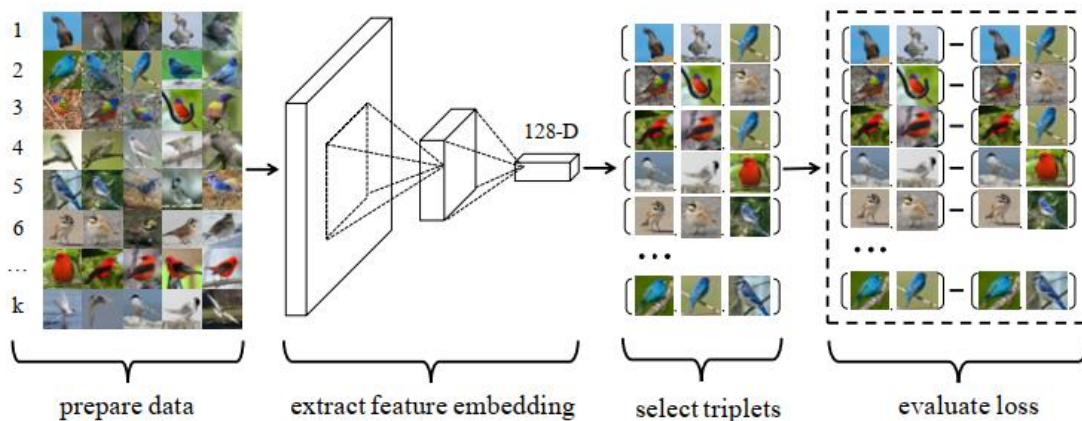 1
2
3
4
5
6
...
k
128-D
( , , )
( , , )
( , , )
( , , )
( , , )
...
( , , )
( , ) – ( , )
( , ) – ( , )
( , ) – ( , )
( , ) – ( , )
( , ) – ( , )
...
( , ) – ( , )
prepare data
extract feature embedding
select triplets
evaluate loss